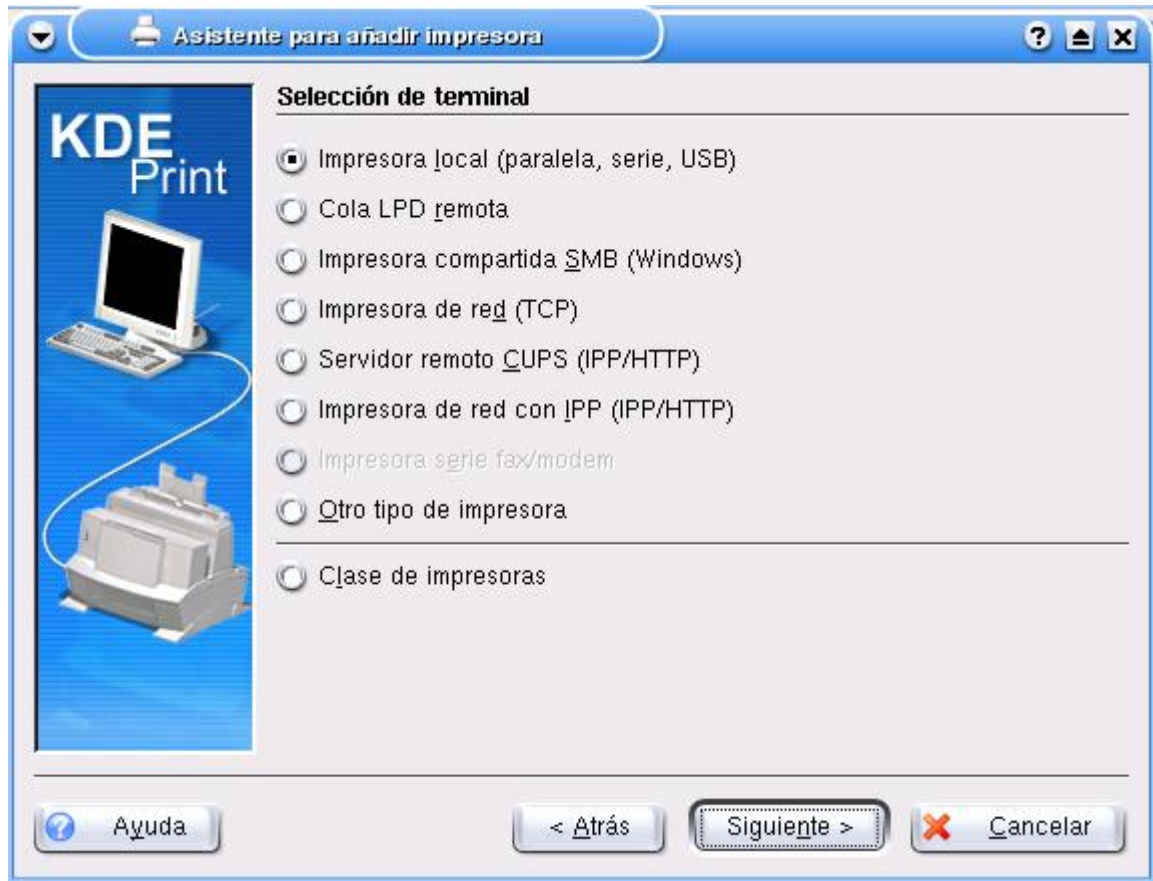 Asistente para añadir impresora
KDE
Print
Selección de terminal
Impresora local (paralela, serie, USB)
Cola LPD remota
Impresora compartida SMB (Windows)
Impresora de red (TCP)
Servidor remoto CUPS (IPP/HTTP)
Impresora de red con IPP (IPP/HTTP)
Impresora serie fax/modem
Otro tipo de impresora
Clase de impresoras
Ayuda
< Atrás
Siguiente >
Cancelar